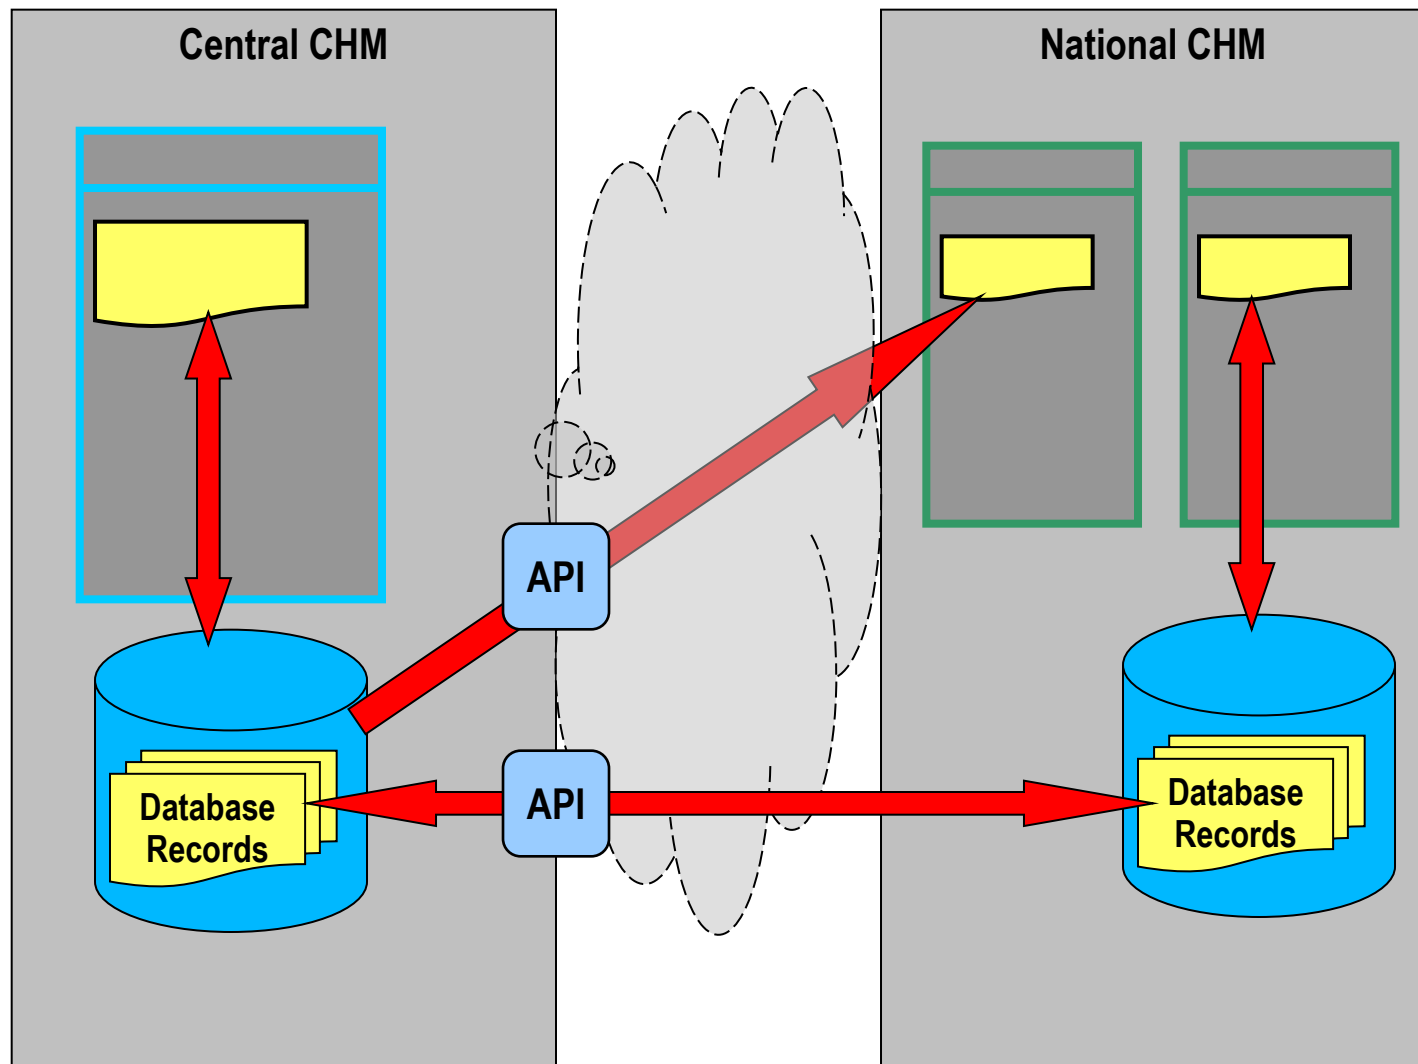 Central CHM
National CHM
API
API
Database
Records
Database
Records